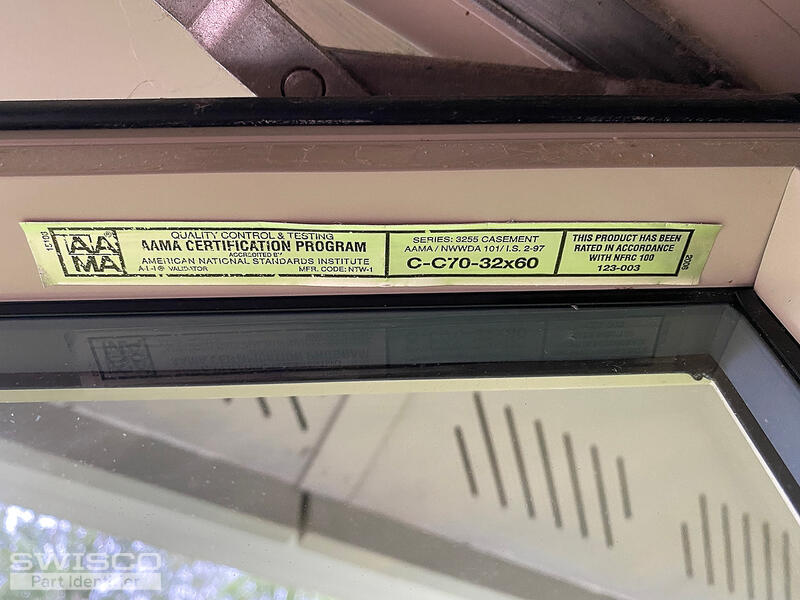 15102
AAMA
QUALITY CONTROL & TESTING
AAMA CERTIFICATION PROGRAM
ACCREDITED BY
AMERICAN NATIONAL STANDARDS INSTITUTE
A-L-I® VALIDATOR MFR. CODE: NTW-1
SERIES: 3255 CASEMENT
AAMA / NWWDA 101/ I.S. 2-97
C-C70-32x60
THIS PRODUCT HAS BEEN
RATED IN ACCORDANCE
WITH NFRC 100
123-003
2006
SWISCO
Part Identifier